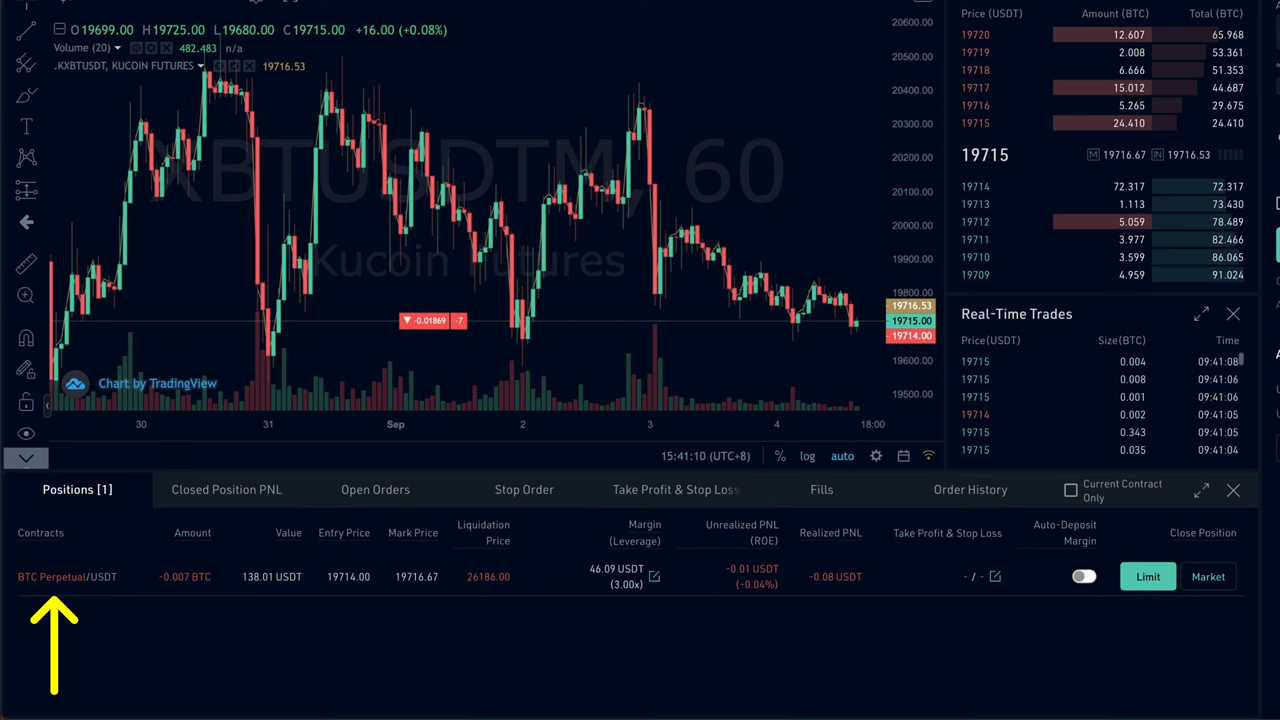 O19699.00 H19725.00 L19680.00 C19715.00 +16.00 (+0.08%)
Volume (20) 482.483 n/a
.KXBTUSDT, KUCOIN FUTURES 19716.53
XBTUSDTM, 60
Kucoin Futures
20600.00
20500.00
20400.00
20300.00
20200.00
20100.00
20000.00
19900.00
19800.00
19716.53
19715.00
19714.00
19600.00
19500.00
-0.01869 -7
Chart by TradingView
30 31 Sep 2 3 4 18:00
15:41:10 (UTC+8) % log auto
Price (USDT) Amount (BTC) Total (BTC)
19720 12.607 65.968
19719 2.008 53.361
19718 6.666 51.353
19717 15.012 44.687
19716 5.265 29.675
19715 24.410 24.410
19715 M 19716.67 IN 19716.53
19714 72.317 72.317
19713 1.113 73.430
19712 5.059 78.489
19711 3.977 82.466
19710 3.599 86.065
19709 4.959 91.024
Real-Time Trades
Price(USDT) Size(BTC) Time
19715 0.004 09:41:08
19715 0.008 09:41:06
19715 0.001 09:41:06
19714 0.002 09:41:05
19715 0.343 09:41:05
19715 0.035 09:41:04
Positions [1] Closed Position PNL Open Orders Stop Order Take Profit & Stop Loss Fills Order History Current Contract
Only
Contracts Amount Value Entry Price Mark Price Liquidation
Price Margin
(Leverage) Unrealized PNL
(ROE) Realized PNL Take Profit & Stop Loss Auto-Deposit
Margin Close Position
BTC Perpetual/USDT -0.007 BTC 138.01 USDT 19714.00 19716.67 26186.00 46.09 USDT
(3.00x) -0.01 USDT
(-0.04%) -0.08 USDT - / - Limit Market